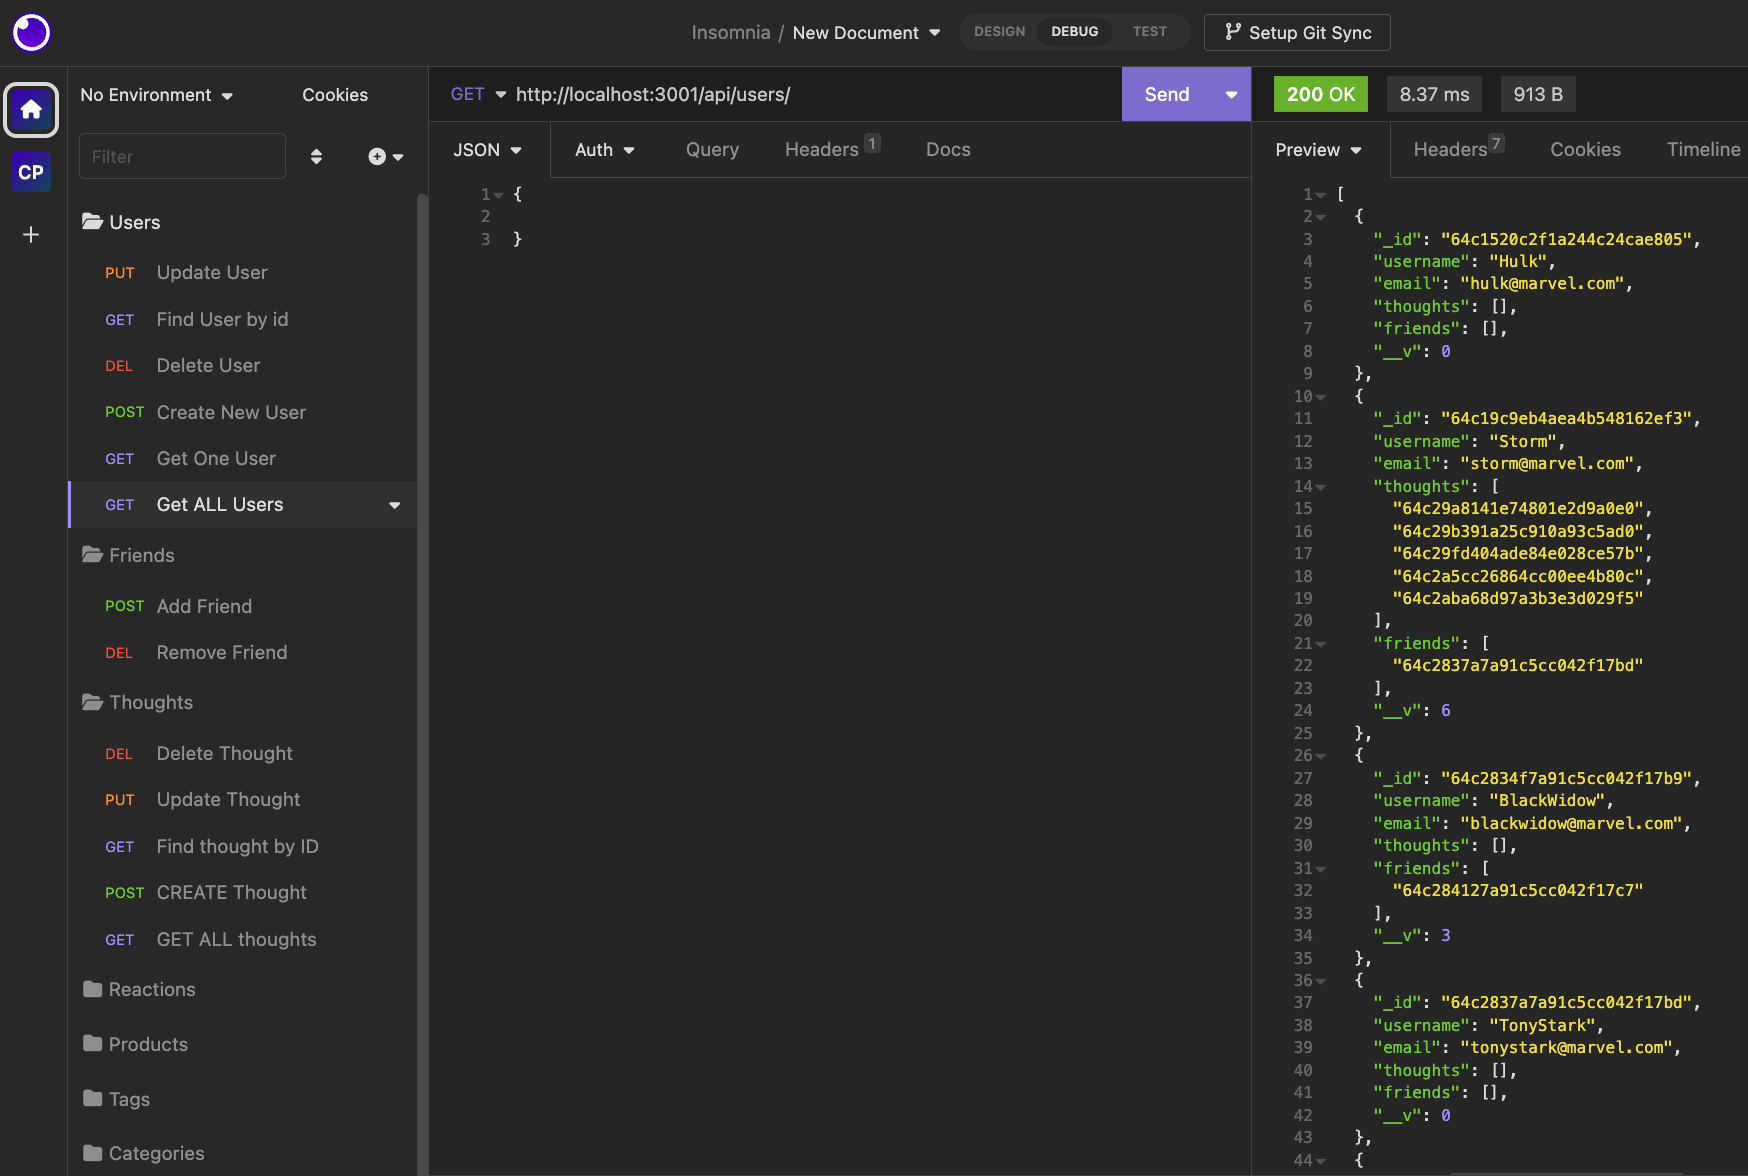 Insomnia / New Document
DESIGN DEBUG TEST
Setup Git Sync
CP
No Environment
Cookies
Filter
Users
PUT Update User
GET Find User by id
DEL Delete User
POST Create New User
GET Get One User
GET Get ALL Users
Friends
POST Add Friend
DEL Remove Friend
Thoughts
DEL Delete Thought
PUT Update Thought
GET Find thought by ID
POST CREATE Thought
GET GET ALL thoughts
Reactions
Products
Tags
Categories
GET http://localhost:3001/api/users/
Send
JSON Auth Query Headers 1 Docs
1 {
2
3 }
200 OK 8.37 ms 913 B
Preview Headers 7 Cookies Timeline
1 [
2 {
3 "_id": "64c1520c2f1a244c24cae805",
4 "username": "Hulk",
5 "email": "hulk@marvel.com",
6 "thoughts": [],
7 "friends": [],
8 "__v": 0
9 },
10 {
11 "_id": "64c19c9eb4aea4b548162ef3",
12 "username": "Storm",
13 "email": "storm@marvel.com",
14 "thoughts": [
15 "64c29a8141e74801e2d9a0e0",
16 "64c29b391a25c910a93c5ad0",
17 "64c29fd404ade84e028ce57b",
18 "64c2a5cc26864cc00ee4b80c",
19 "64c2aba68d97a3b3e3d029f5"
20 ],
21 "friends": [
22 "64c2837a7a91c5cc042f17bd"
23 ],
24 "__v": 6
25 },
26 {
27 "_id": "64c2834f7a91c5cc042f17b9",
28 "username": "BlackWidow",
29 "email": "blackwidow@marvel.com",
30 "thoughts": [],
31 "friends": [
32 "64c284127a91c5cc042f17c7"
33 ],
34 "__v": 3
35 },
36 {
37 "_id": "64c2837a7a91c5cc042f17bd",
38 "username": "TonyStark",
39 "email": "tonystark@marvel.com",
40 "thoughts": [],
41 "friends": [],
42 "__v": 0
43 },
44 {